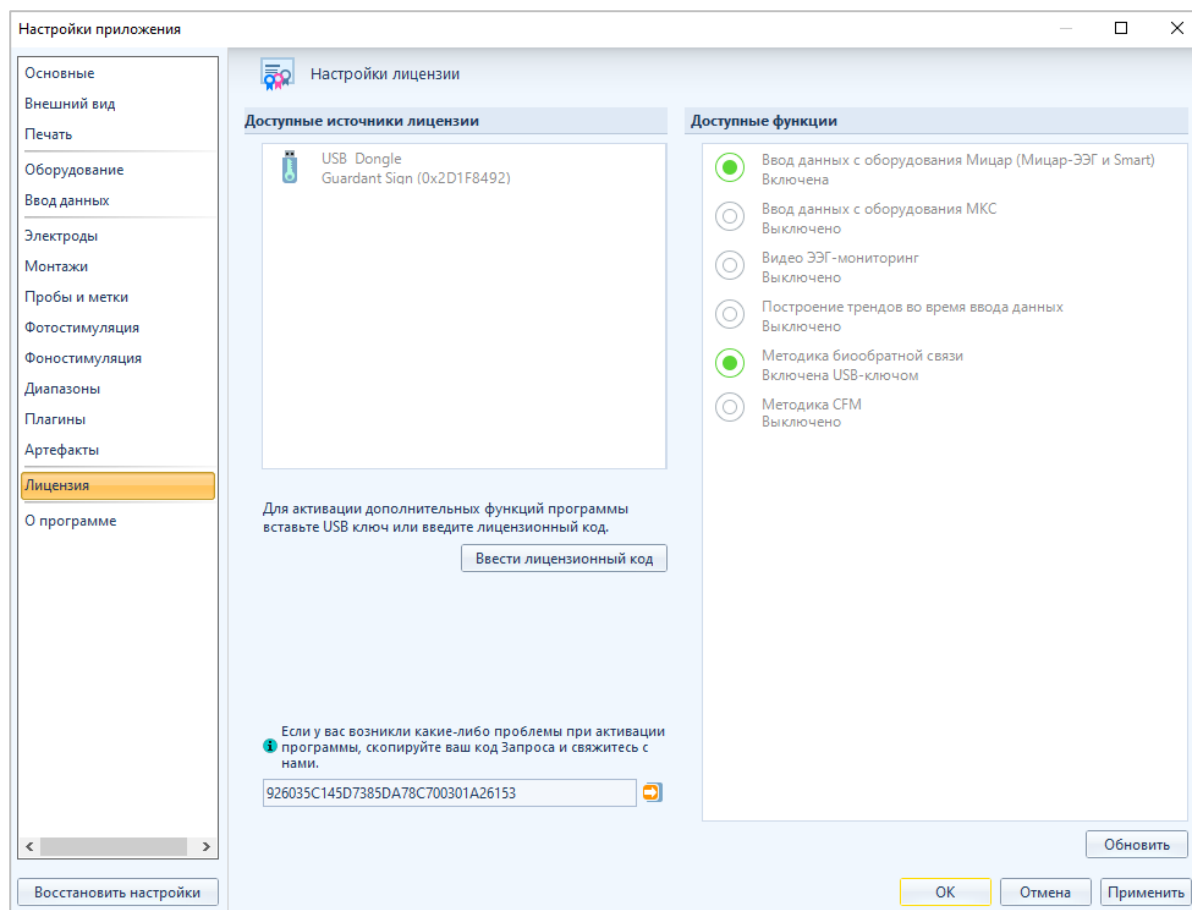 Настройки приложения
Основные
Внешний вид
Печать
Оборудование
Ввод данных
Электроды
Монтажи
Пробы и метки
Фотостимуляция
Фоностимуляция
Диапазоны
Плагины
Артефакты
Лицензия
О программе
Восстановить настройки
Настройки лицензии
Доступные источники лицензии
USB Dongle
Guardant Sign (0x2D1F8492)
Для активации дополнительных функций программы
вставьте USB ключ или введите лицензионный код.
Ввести лицензионный код
Если у вас возникли какие-либо проблемы при активации
программы, скопируйте ваш код Запроса и свяжитесь с
нами.
926035C145D7385DA78C700301A26153
Доступные функции
Ввод данных с оборудования Мицар (Мицар-ЭЭГ и Smart)
Включена
Ввод данных с оборудования МКС
Выключено
Видео ЭЭГ-мониторинг
Выключено
Построение трендов во время ввода данных
Выключено
Методика биообратной связи
Включена USB-ключом
Методика CFM
Выключено
Обновить
OK
Отмена
Применить